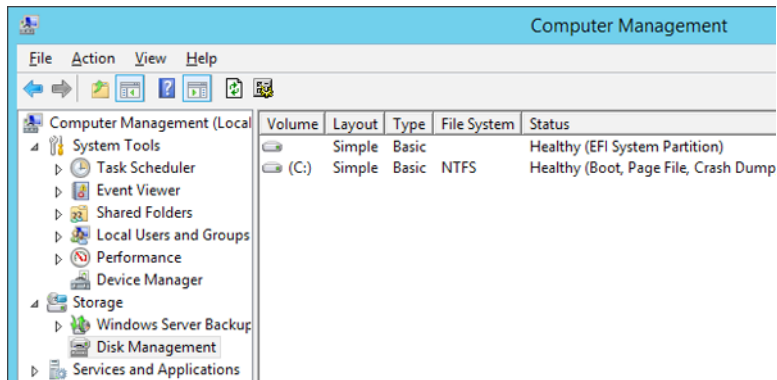 Computer Management
File Action View Help
Computer Management (Local
System Tools
Task Scheduler
Event Viewer
Shared Folders
Local Users and Groups
Performance
Device Manager
Storage
Windows Server Backup
Disk Management
Services and Applications
Volume Layout Type File System Status
Simple Basic Healthy (EFI System Partition)
(C:) Simple Basic NTFS Healthy (Boot, Page File, Crash Dump